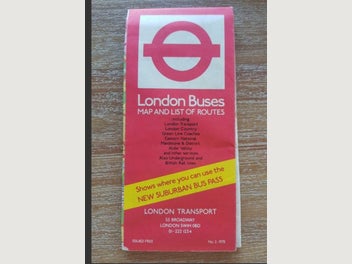 London Buses
MAP AND LIST OF ROUTES
including
London Transport
London Country
Green Line Coaches
Eastern National
Maidstone & District
Alder Valley
and other services
Also Underground and
British Rail lines
Shows where you can use the
NEW SUBURBAN BUS PASS
LONDON TRANSPORT
55 BROADWAY
LONDON SW1H 0BD
01-222 1234
ISSUED FREE
No. 2 1975